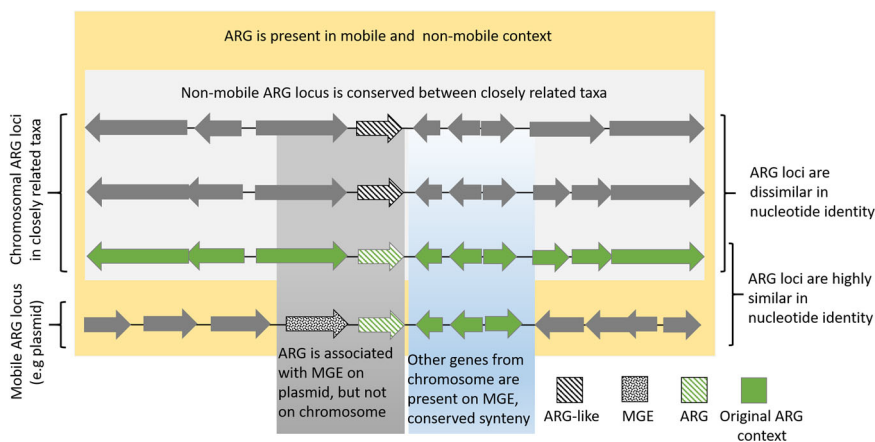 ARG is present in mobile and non-mobile context
Non-mobile ARG locus is conserved between closely related taxa
Chromosomal ARG loci
in closely related taxa
ARG loci are
dissimilar in
nucleotide identity
ARG loci are highly
similar in
nucleotide identity
Mobile ARG locus
(e.g plasmid)
ARG is associated
with MGE on
plasmid, but not
on chromosome
Other genes from
chromosome are
present on MGE,
conserved synteny
ARG-like
MGE
ARG
Original ARG
context